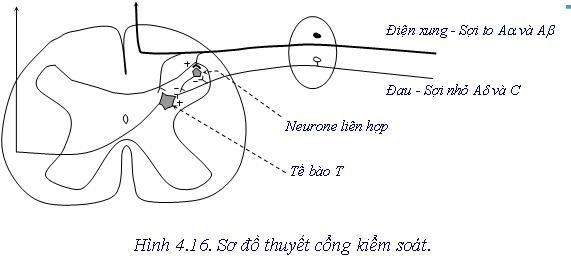 Điện xung - Sợi to Aα và Aβ
+
-
-
+
Đau - Sợi nhỏ Aδ và C
Neurone liên hợp
Tế bào T
Hình 4.16. Sơ đồ thuyết cổng kiểm soát.